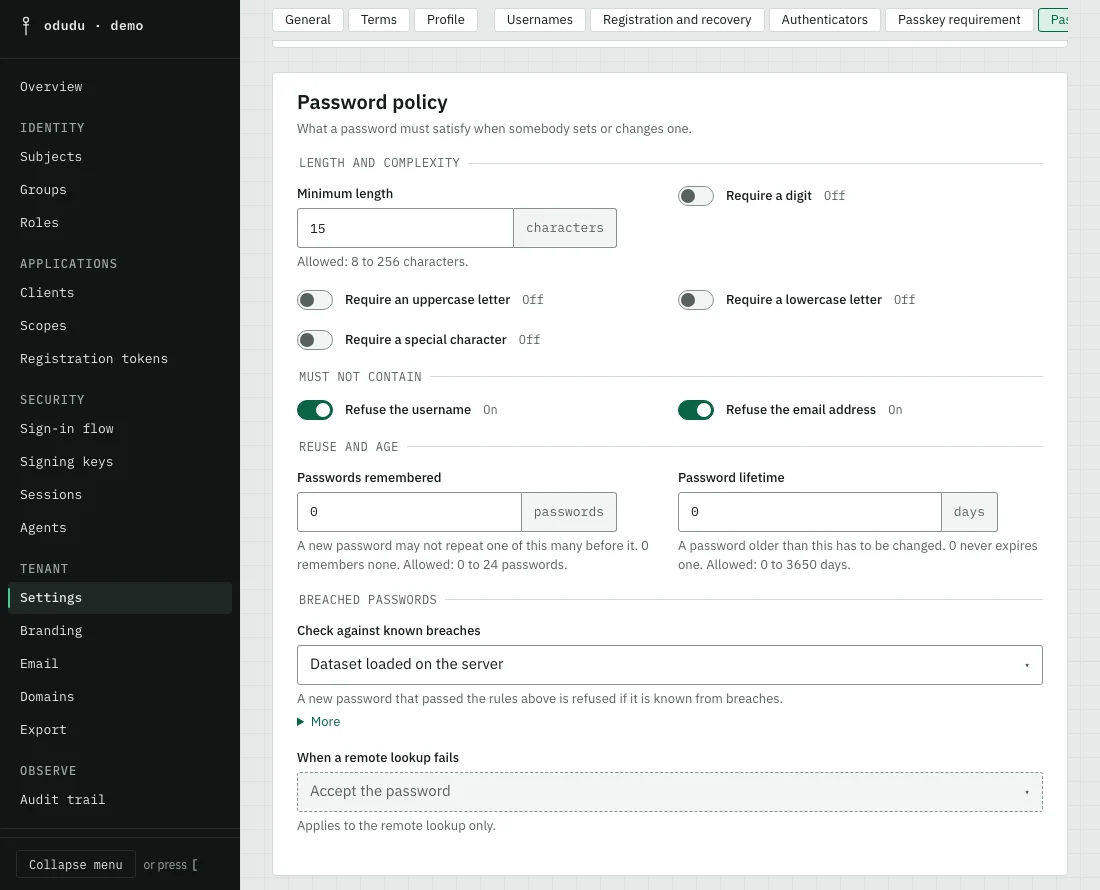 odudu · demo
Overview
IDENTITY
Subjects
Groups
Roles
APPLICATIONS
Clients
Scopes
Registration tokens
SECURITY
Sign-in flow
Signing keys
Sessions
Agents
TENANT
Settings
Branding
Email
Domains
Export
OBSERVE
Audit trail
Collapse menu or press [
General Terms Profile Usernames Registration and recovery Authenticators Passkey requirement
Password policy
What a password must satisfy when somebody sets or changes one.
LENGTH AND COMPLEXITY
Minimum length
15 characters
Allowed: 8 to 256 characters.
Require a digit Off
Require an uppercase letter Off
Require a lowercase letter Off
Require a special character Off
MUST NOT CONTAIN
Refuse the username On
Refuse the email address On
REUSE AND AGE
Passwords remembered
0 passwords
A new password may not repeat one of this many before it. 0
remembers none. Allowed: 0 to 24 passwords.
Password lifetime
0 days
A password older than this has to be changed. 0 never expires
one. Allowed: 0 to 3650 days.
BREACHED PASSWORDS
Check against known breaches
Dataset loaded on the server
A new password that passed the rules above is refused if it is known from breaches.
More
When a remote lookup fails
Accept the password
Applies to the remote lookup only.